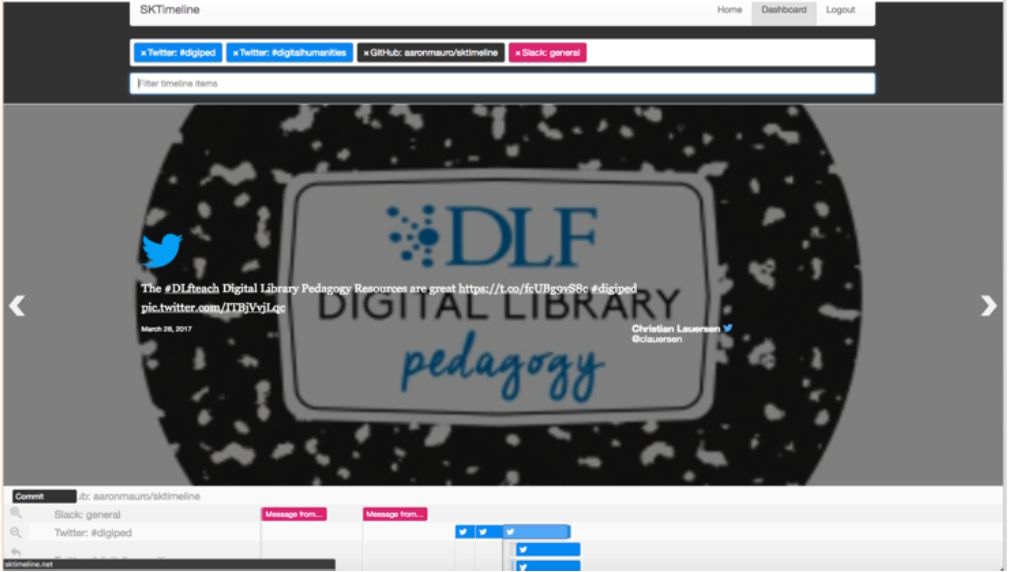 SKTimeline
Home Dashboard Logout
×Twitter: #digiped ×Twitter: #digitalhumanities ×GitHub: aaronmauro/sktimeline ×Slack: general
Filter timeline items
DLF
DIGITAL LIBRARY
pedagogy
The #DLFteach Digital Library Pedagogy Resources are great https://t.co/fcUBg9vS8c #digiped
pic.twitter.com/ITBjVvjLqc
March 28, 2017
Christian Lauersen
@clauersen
Commit ub: aaronmauro/sktimeline
Slack: general Message from... Message from...
Twitter: #digiped
sktimeline.net